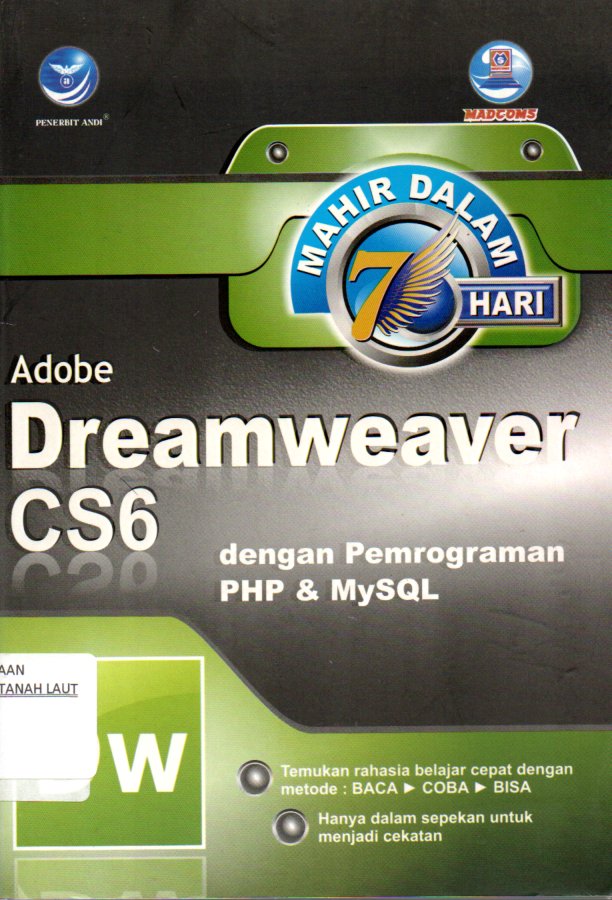 PENERBIT ANDI®
MADCOMS
MAHIR DALAM
7
HARI
Adobe
Dreamweaver
CS6
dengan Pemrograman
PHP & MySQL
AAN
TANAH LAUT
W
Temukan rahasia belajar cepat dengan
metode : BACA ► COBA ► BISA
Hanya dalam sepekan untuk
menjadi cekatan